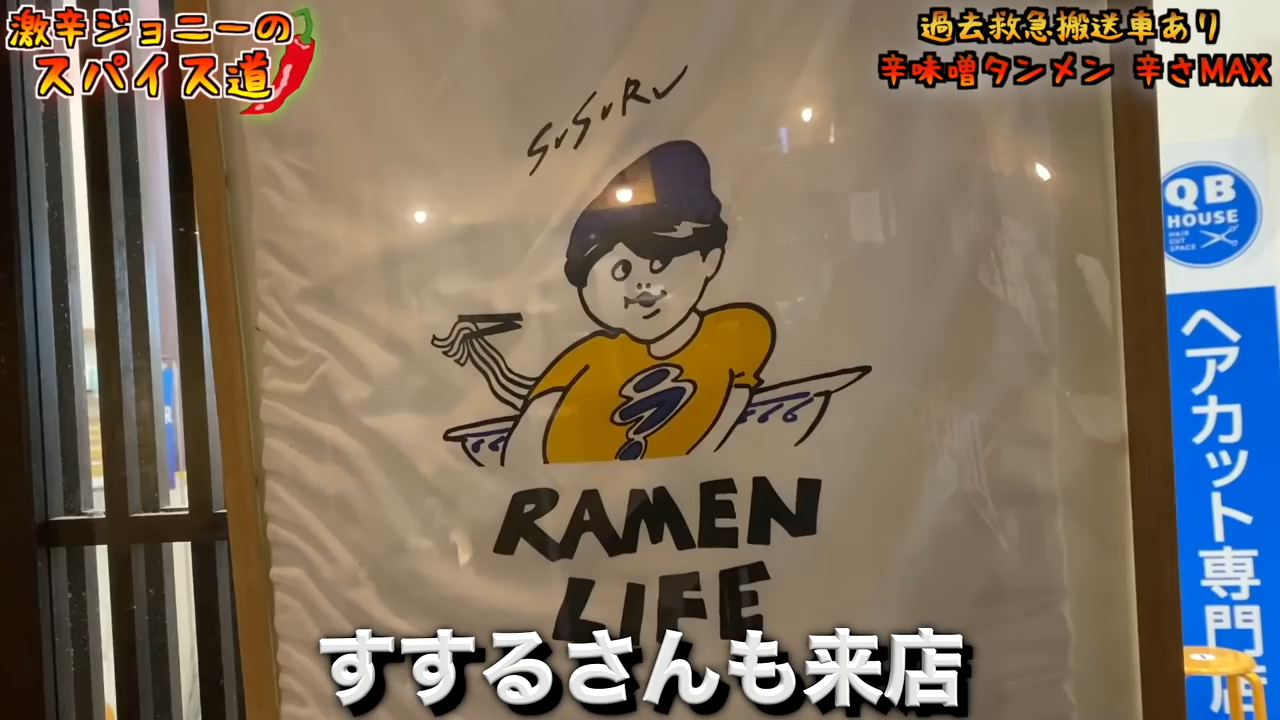 激辛ジョニーの
スパイス道
過去救急搬送車あり
辛味噌タンメン 辛さMAX
SUSURU
ラ
RAMEN
LIFE
QB
HOUSE
HAIR
CUT
SPACE
ヘアカット専門店
すするさんも来店